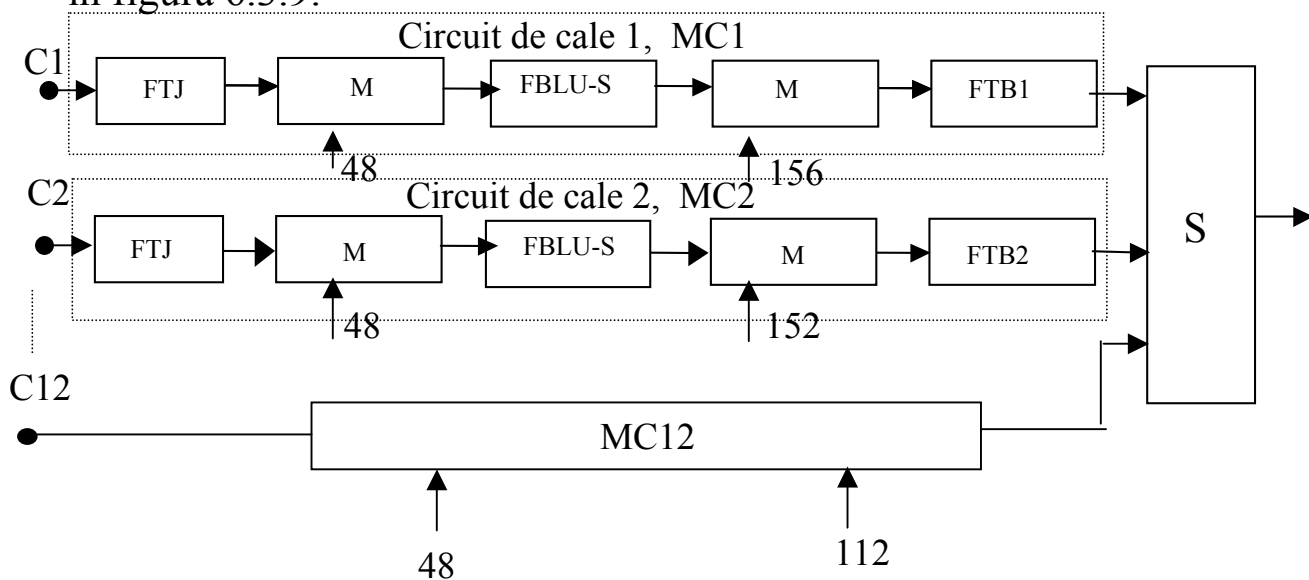 în figura 6.3.9.
Circuit de cale 1, MC1
C1
FTJ
M
FBLU-S
M
FTB1
48
156
S
Circuit de cale 2, MC2
C2
FTJ
M
FBLU-S
M
FTB2
48
152
C12
MC12
48
112